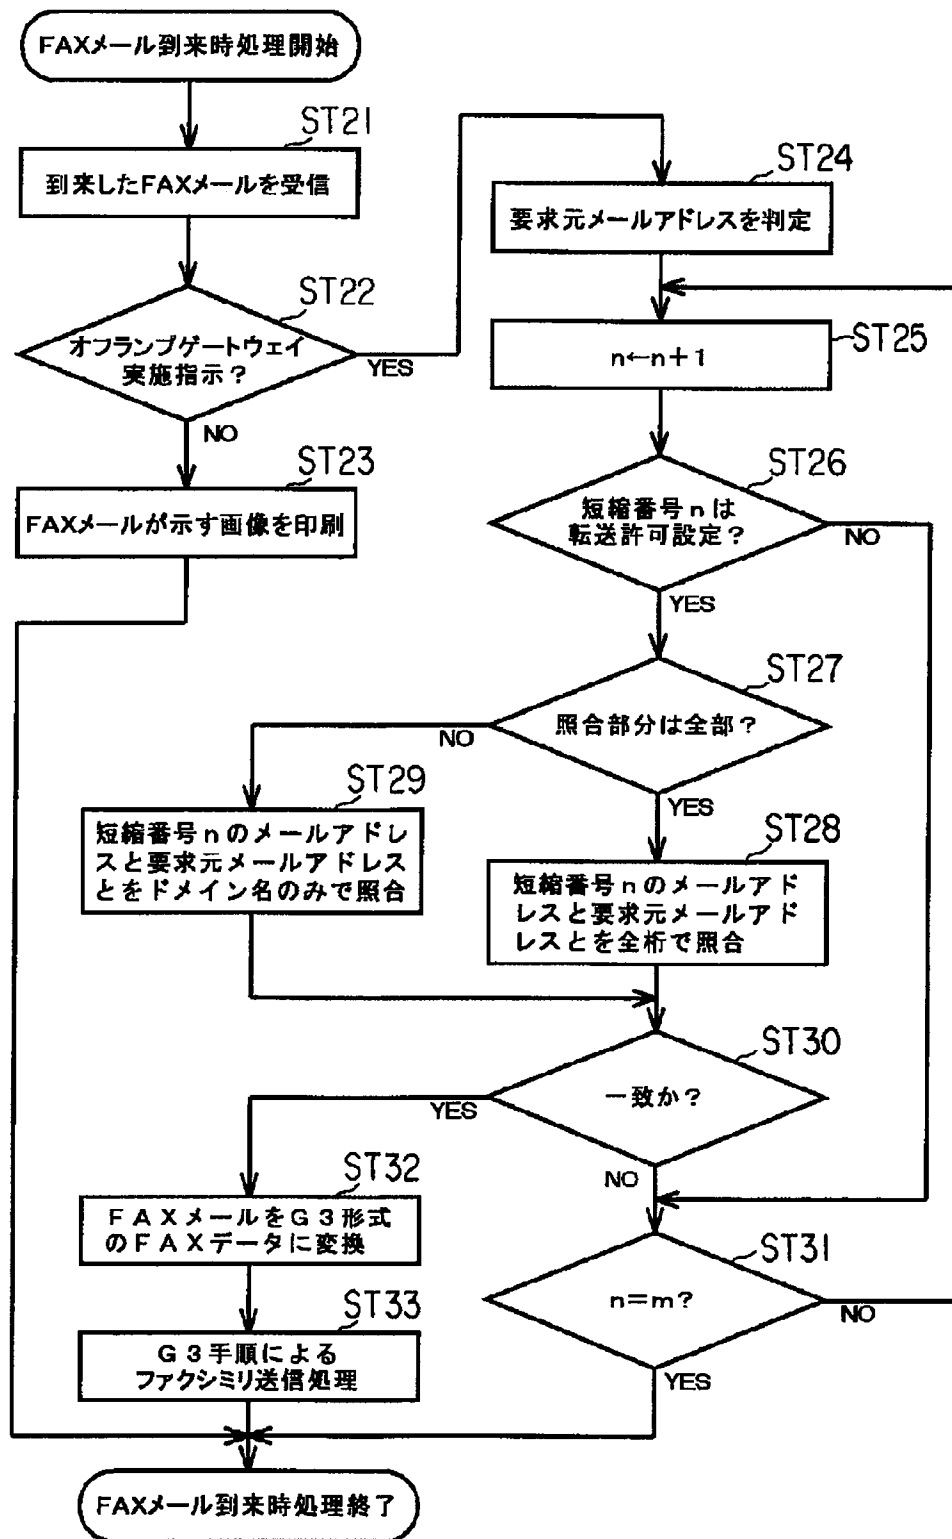 FAXメール到来時処理開始
ST21
到来したFAXメールを受信
ST22
オフランプゲートウェイ
実施指示？
YES
NO
ST23
FAXメールが示す画像を印刷
ST24
要求元メールアドレスを判定
ST25
n←n＋1
ST26
短縮番号nは
転送許可設定？
NO
YES
ST27
照合部分は全部？
NO
YES
ST29
短縮番号nのメールアドレ
スと要求元メールアドレス
とをドメイン名のみで照合
ST28
短縮番号nのメールアド
レスと要求元メールアド
レスとを全桁で照合
ST30
一致か？
YES
NO
ST32
FAXメールをG3形式
のFAXデータに変換
ST31
n＝m？
NO
YES
ST33
G3手順による
ファクシミリ送信処理
FAXメール到来時処理終了